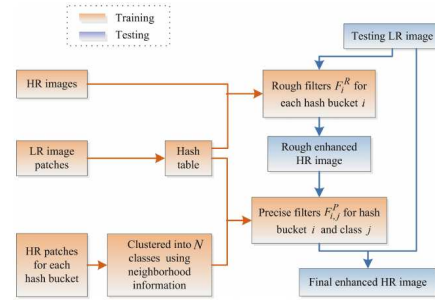 Training
Testing
Testing LR image
HR images
Rough filters F_i^R for
each hash bucket i
LR image
patches
Hash
table
Rough enhanced
HR image
Precise filters F_{i,j}^P for hash
bucket i and class j
HR patches
for each
hash bucket
Clustered into N
classes using
neighborhood
information
Final enhanced HR image